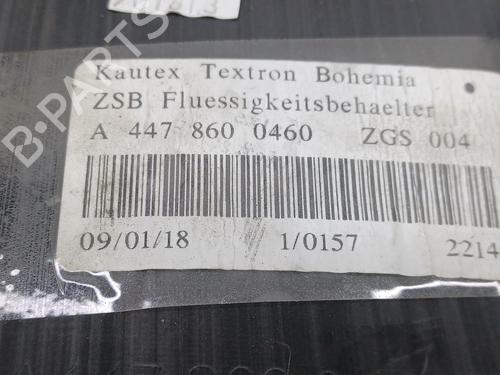 Kautex Textron Bohemia
ZSB Fluessigkeitsbehaelter
A 447 860 0460 ZGS 004
09/01/18 1/0157 2214
B-PARTS